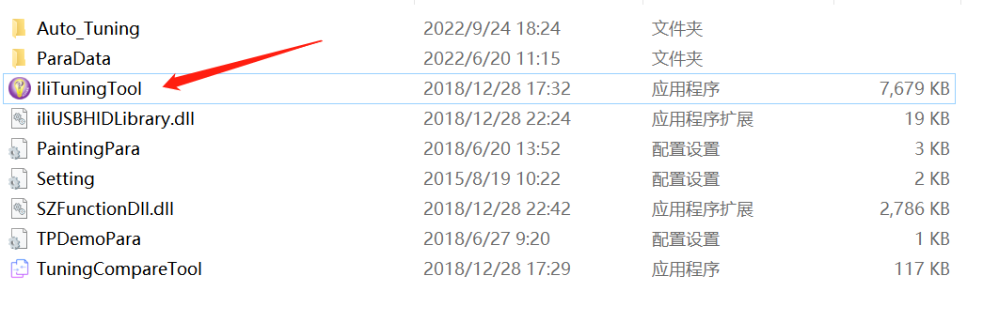 Auto_Tuning 2022/9/24 18:24 文件夹
ParaData 2022/6/20 11:15 文件夹
iliTuningTool 2018/12/28 17:32 应用程序 7,679 KB
iliUSBHIDLibrary.dll 2018/12/28 22:24 应用程序扩展 19 KB
PaintingPara 2018/6/20 13:52 配置设置 3 KB
Setting 2015/8/19 10:22 配置设置 2 KB
SZFunctionDll.dll 2018/12/28 22:42 应用程序扩展 2,786 KB
TPDemoPara 2018/6/27 9:20 配置设置 1 KB
TuningCompareTool 2018/12/28 17:29 应用程序 117 KB